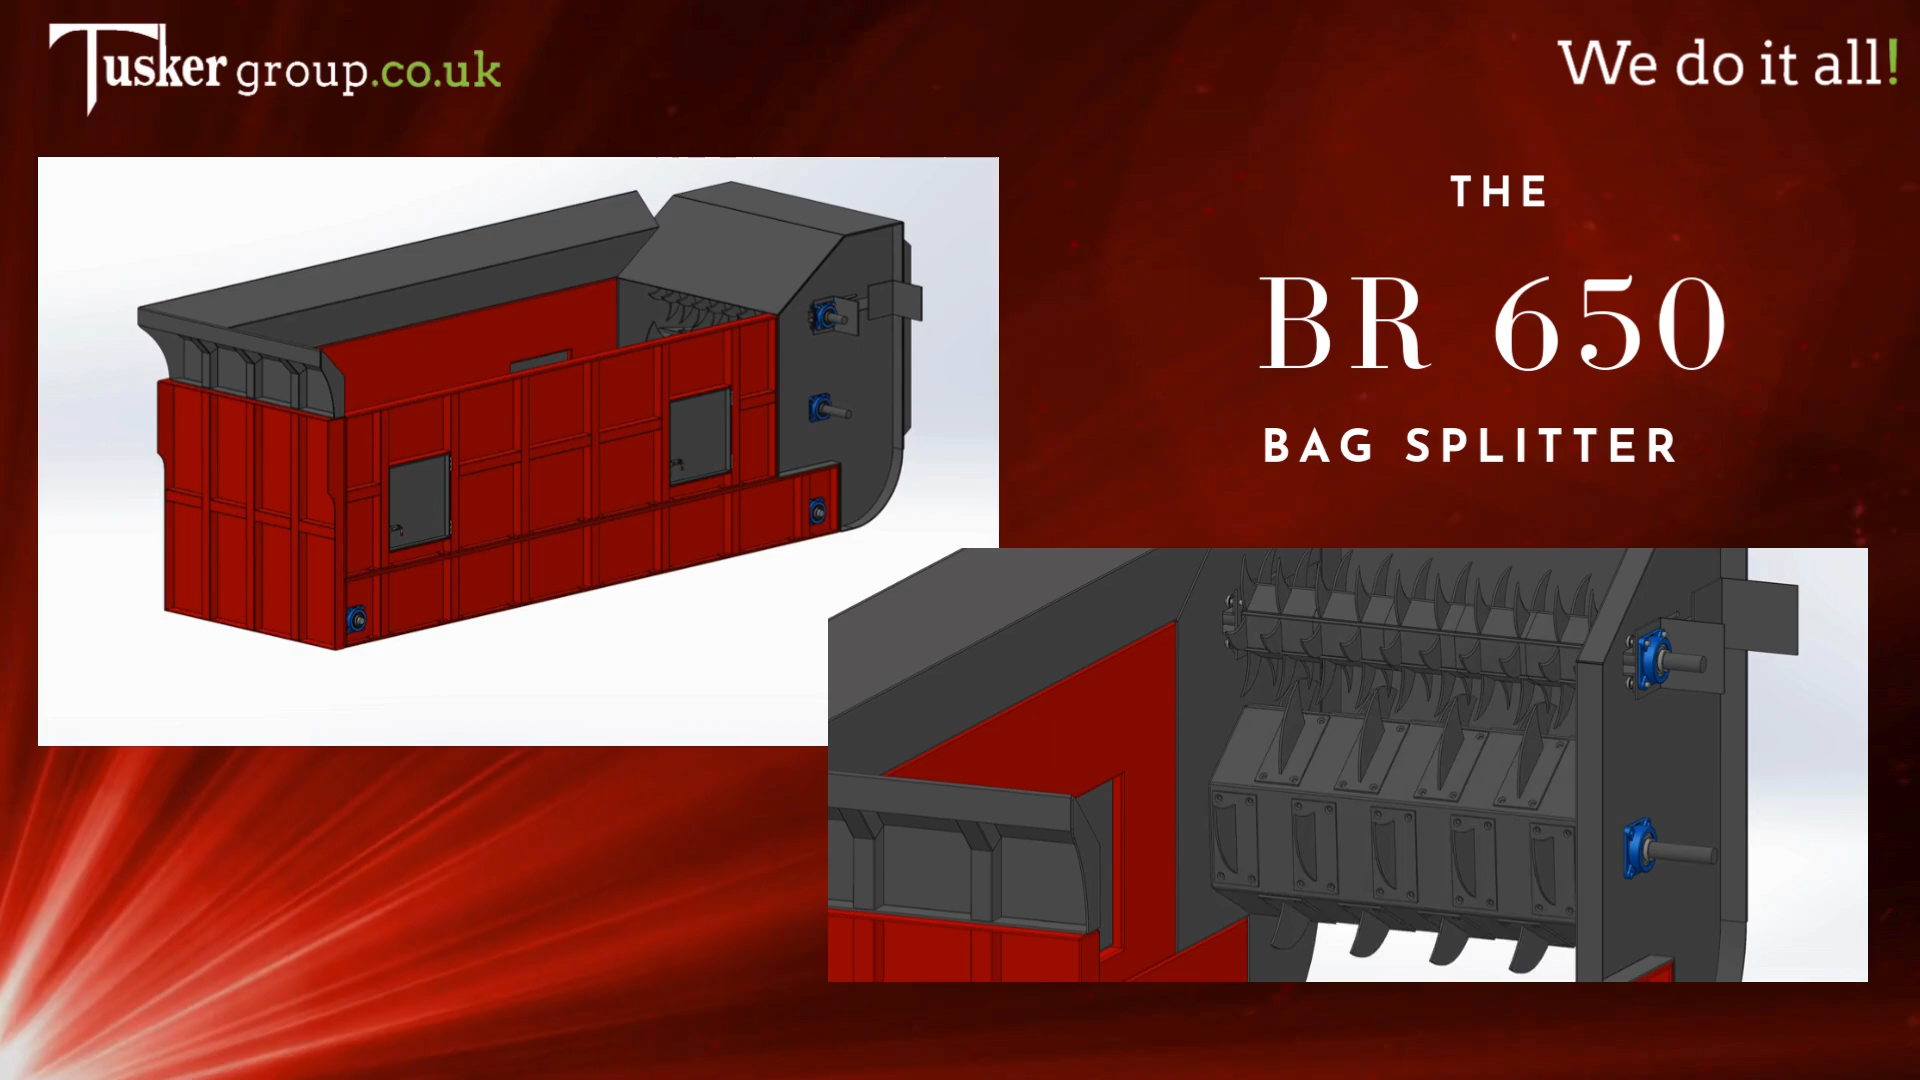 Tusker group.co.uk
We do it all!
THE
BR 650
BAG SPLITTER